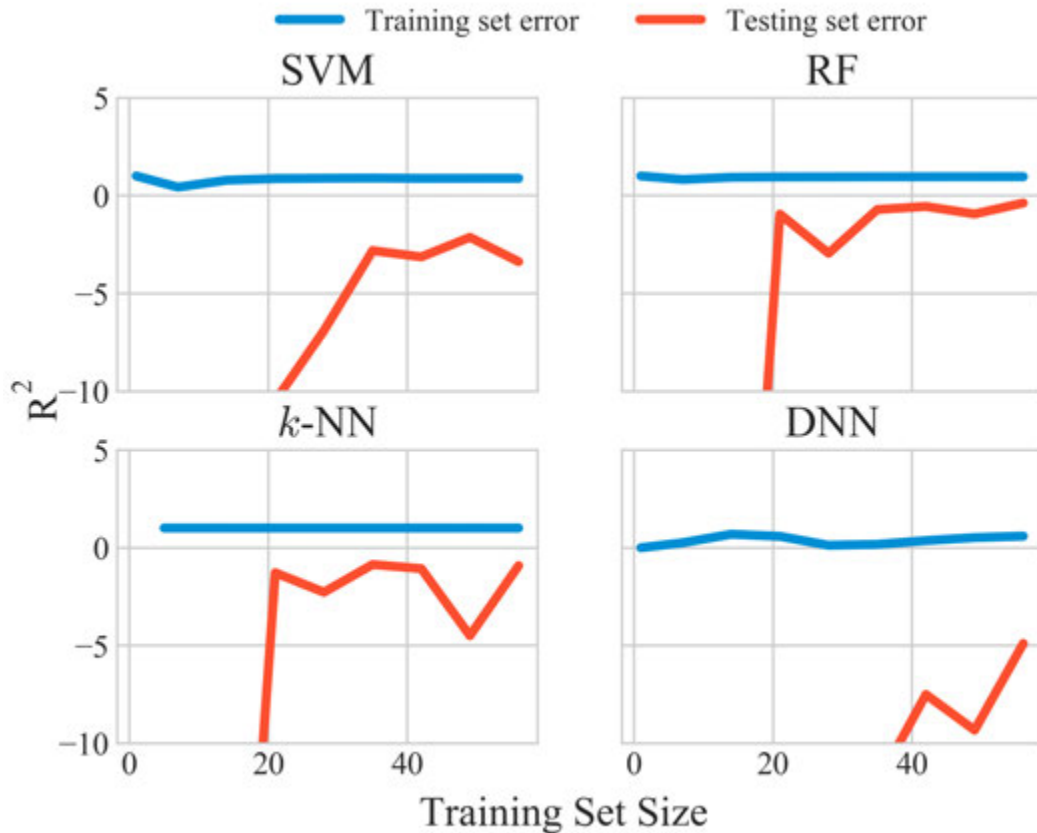 Training set error Testing set error
SVM RF
5
0
−5
−10
R²
k-NN DNN
5
0
−5
−10
0 20 40 0 20 40
Training Set Size